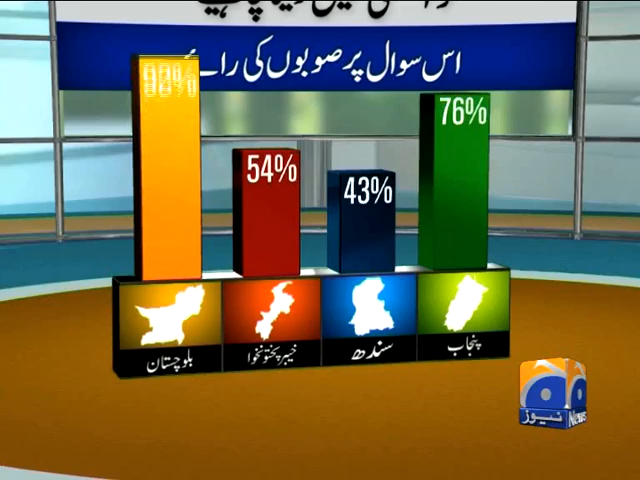 اس سوال پر صوبوں کی رائے
54%
43%
76%
بلوچستان
خیبر پختونخوا
سندھ
پنجاب
نیوز News